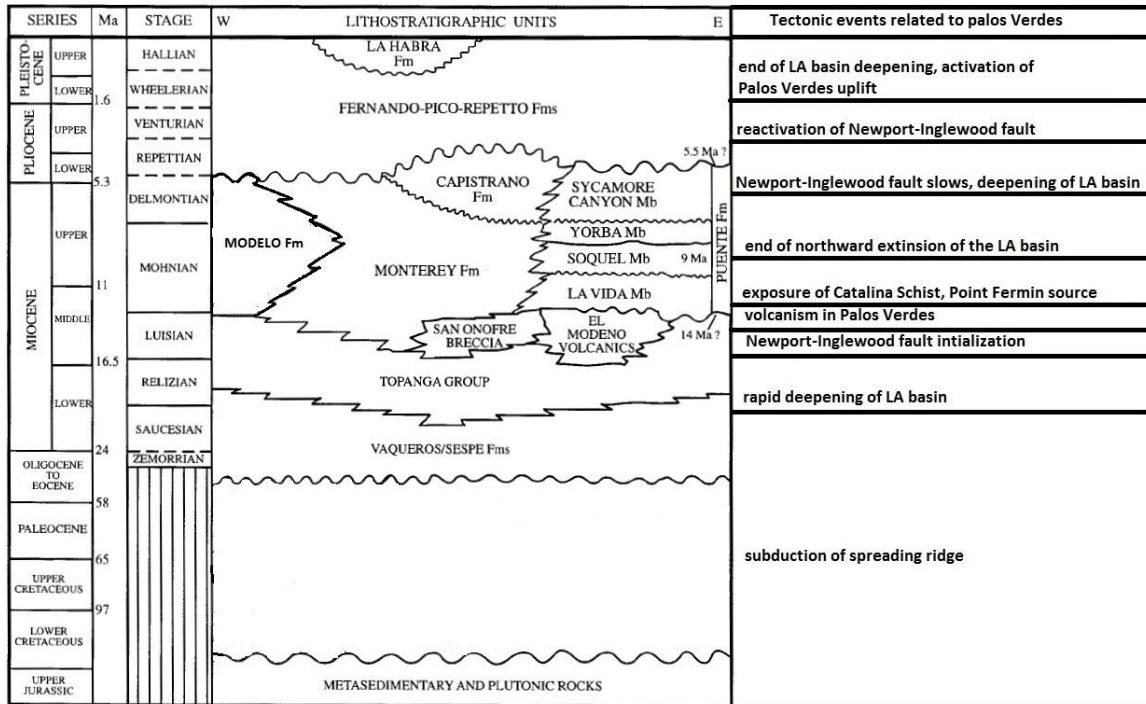 SERIES
Ma
STAGE
W
LITHOSTRATIGRAPHIC UNITS
E
Tectonic events related to palos Verdes
PLEISTO-
CENE
UPPER
LOWER
1.6
HALLIAN
WHEELERIAN
LA HABRA
Fm
end of LA basin deepening, activation of
Palos Verdes uplift
PLIOCENE
UPPER
LOWER
5.3
VENTURIAN
REPETTIAN
FERNANDO-PICO-REPETTO Fms
5.5 Ma ?
reactivation of Newport-Inglewood fault
MIOCENE
UPPER
11
MIDDLE
16.5
LOWER
24
DELMONTIAN
MOHNIAN
LUISIAN
RELIZIAN
SAUCESIAN
ZEMORRIAN
MODELO Fm
CAPISTRANO
Fm
MONTEREY Fm
SYCAMORE
CANYON Mb
YORBA Mb
SOQUEL Mb
9 Ma
LA VIDA Mb
PUENTE Fm
14 Ma ?
SAN ONOFRE
BRECCIA
EL
MODENO
VOLCANICS
TOPANGA GROUP
VAQUEROS/SESPE Fms
Newport-Inglewood fault slows, deepening of LA basin
end of northward extinsion of the LA basin
exposure of Catalina Schist, Point Fermin source
volcanism in Palos Verdes
Newport-Inglewood fault intialization
rapid deepening of LA basin
OLIGOCENE
TO
EOCENE
58
PALEOCENE
65
UPPER
CRETACEOUS
97
LOWER
CRETACEOUS
UPPER
JURASSIC
METASEDIMENTARY AND PLUTONIC ROCKS
subduction of spreading ridge